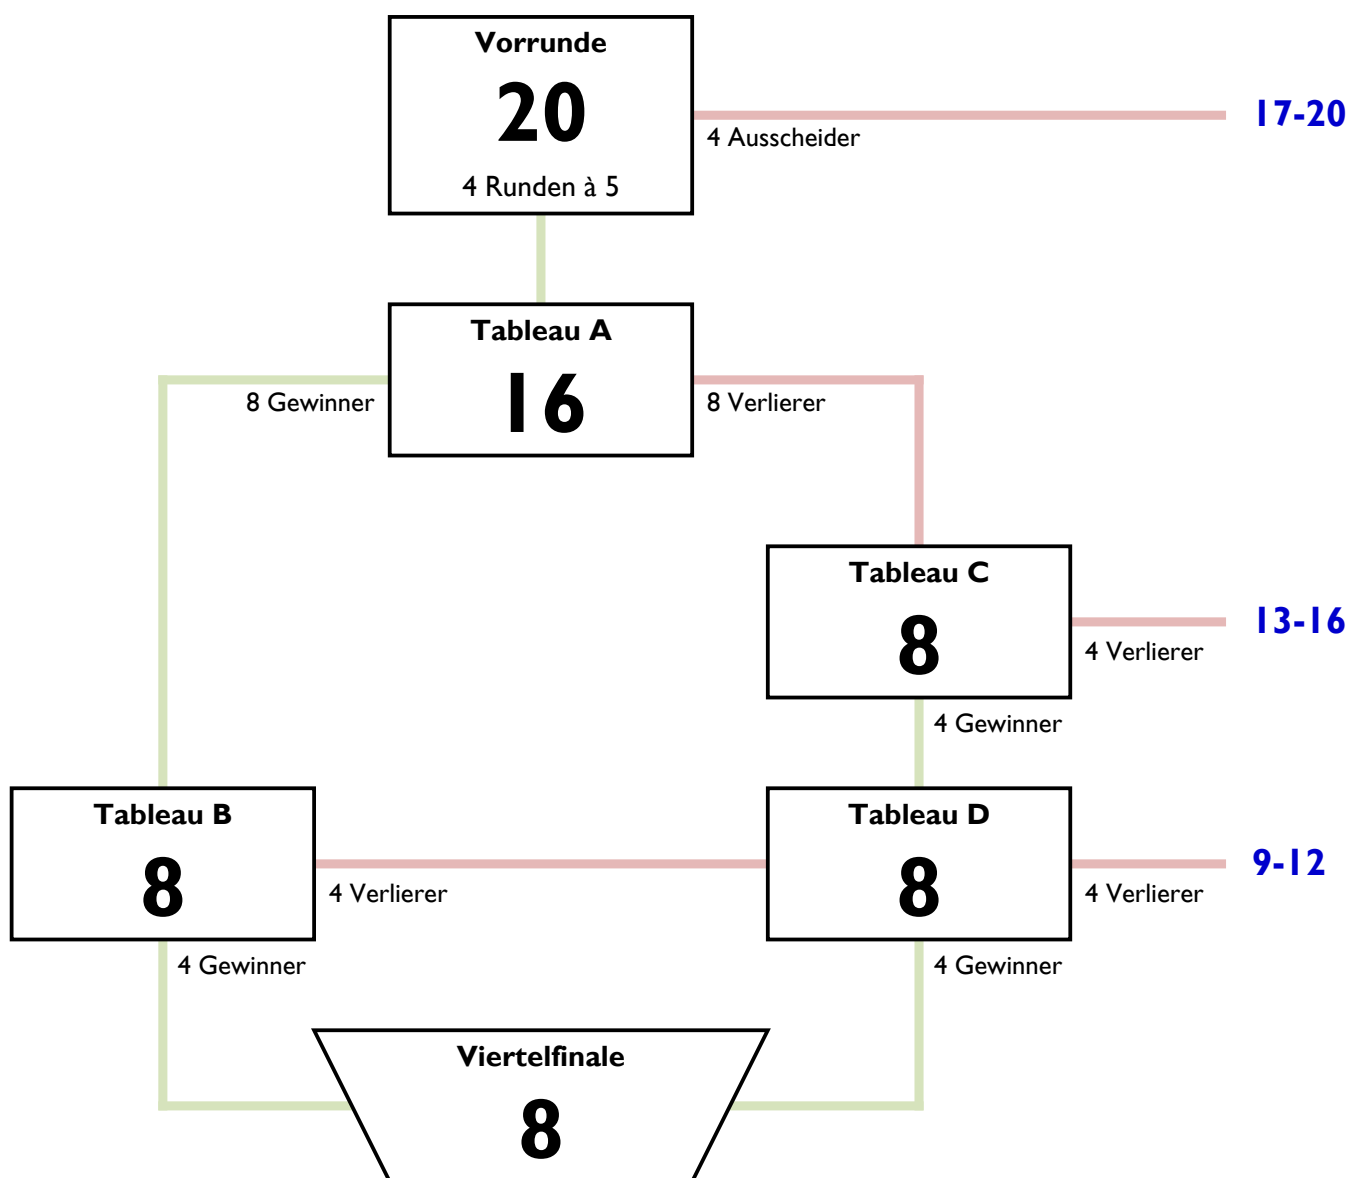 Vorrunde
20
4 Runden à 5
4 Ausscheider
17-20
Tableau A
16
8 Gewinner
8 Verlierer
Tableau C
8
4 Verlierer
13-16
4 Gewinner
Tableau B
8
4 Verlierer
4 Gewinner
Tableau D
8
4 Verlierer
9-12
4 Gewinner
Viertelfinale
8